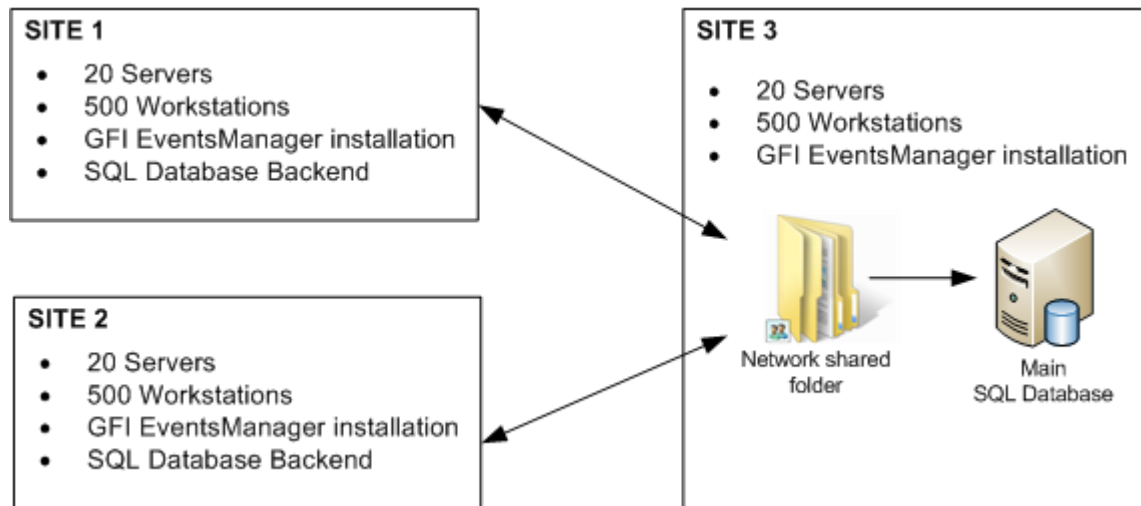 SITE 1
• 20 Servers
• 500 Workstations
• GFI EventsManager installation
• SQL Database Backend
SITE 2
• 20 Servers
• 500 Workstations
• GFI EventsManager installation
• SQL Database Backend
SITE 3
• 20 Servers
• 500 Workstations
• GFI EventsManager installation
Network shared
folder
Main
SQL Database